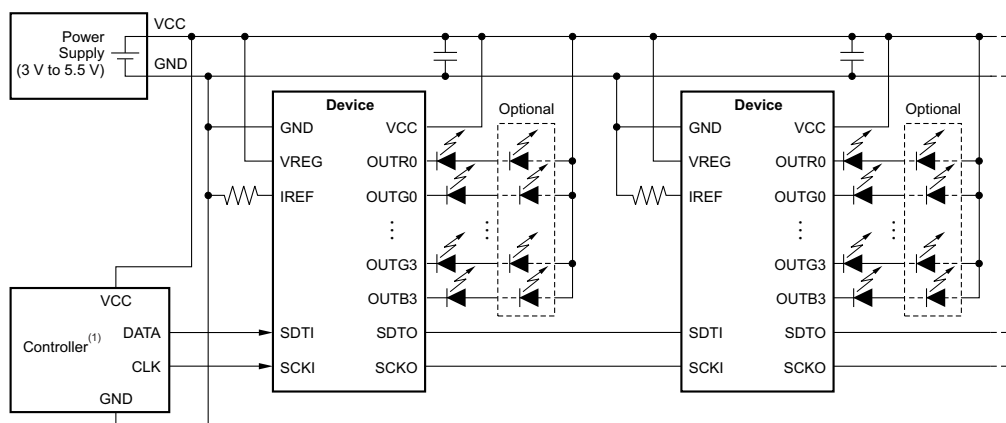 VCC
Power
Supply
(3 V to 5.5 V)
GND
Device
Optional
GND
VCC
VREG
OUTR0
IREF
OUTG0
⋮
⋮
OUTG3
OUTB3
SDTI
SDTO
SCKI
SCKO
Device
Optional
GND
VCC
VREG
OUTR0
IREF
OUTG0
⋮
⋮
OUTG3
OUTB3
SDTI
SDTO
SCKI
SCKO
VCC
DATA
Controller(1)
CLK
GND